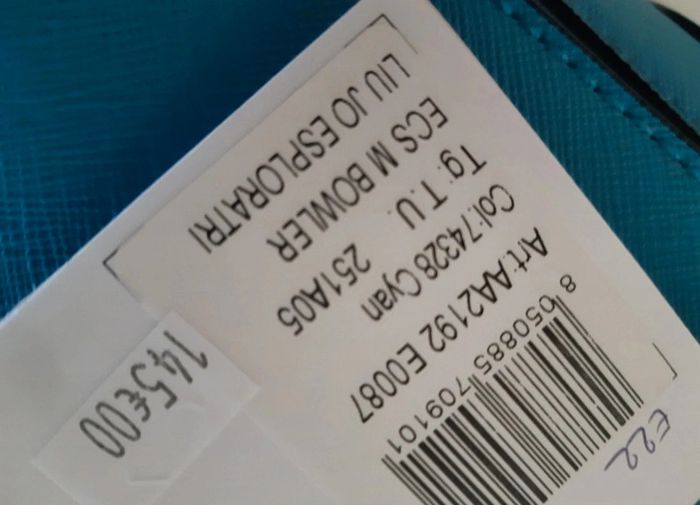 LIU JO ESPLORATRI
ECS M BOWLER
Tg: T.U. 251A05
Col:74328 Cyan
Art:AA2192 E0087
8 050885 709101
145€00
E22